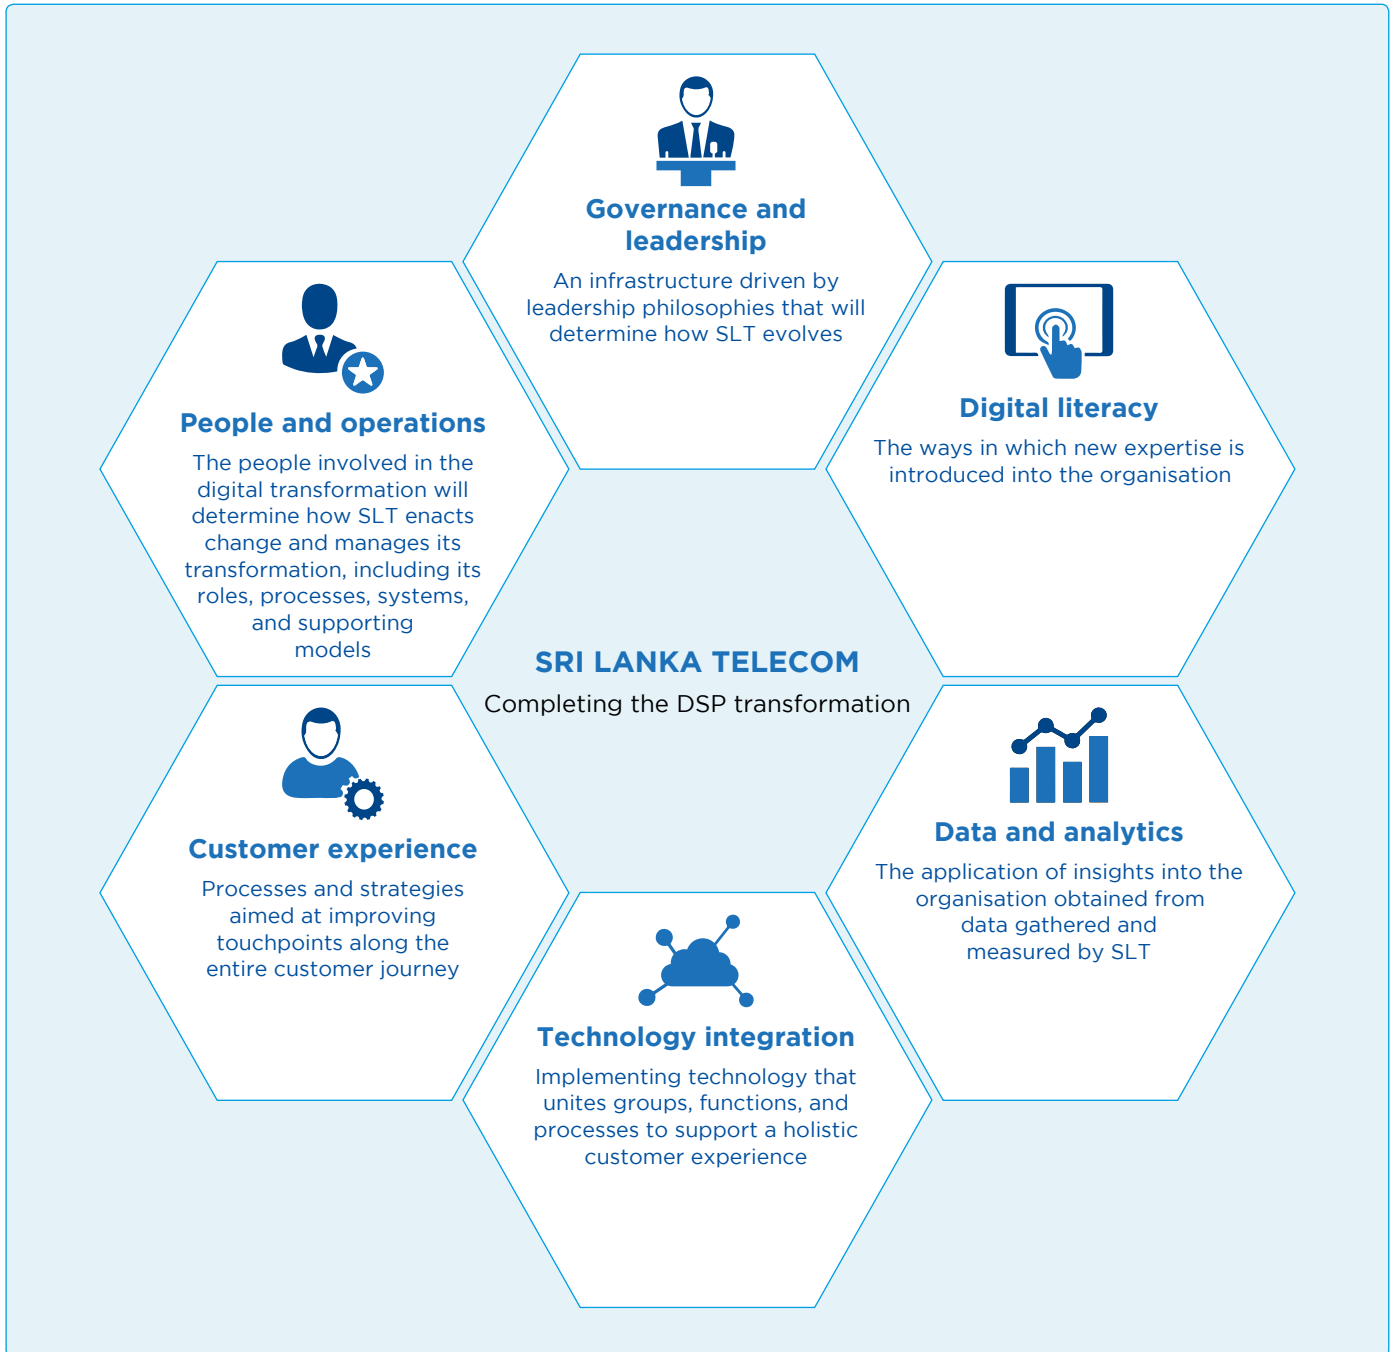 Governance and
leadership
An infrastructure driven by
leadership philosophies that will
determine how SLT evolves
Digital literacy
The ways in which new expertise is
introduced into the organisation
People and operations
The people involved in the
digital transformation will
determine how SLT enacts
change and manages its
transformation, including its
roles, processes, systems,
and supporting
models
SRI LANKA TELECOM
Completing the DSP transformation
Data and analytics
The application of insights into the
organisation obtained from
data gathered and
measured by SLT
Customer experience
Processes and strategies
aimed at improving
touchpoints along the
entire customer journey
Technology integration
Implementing technology that
unites groups, functions, and
processes to support a holistic
customer experience